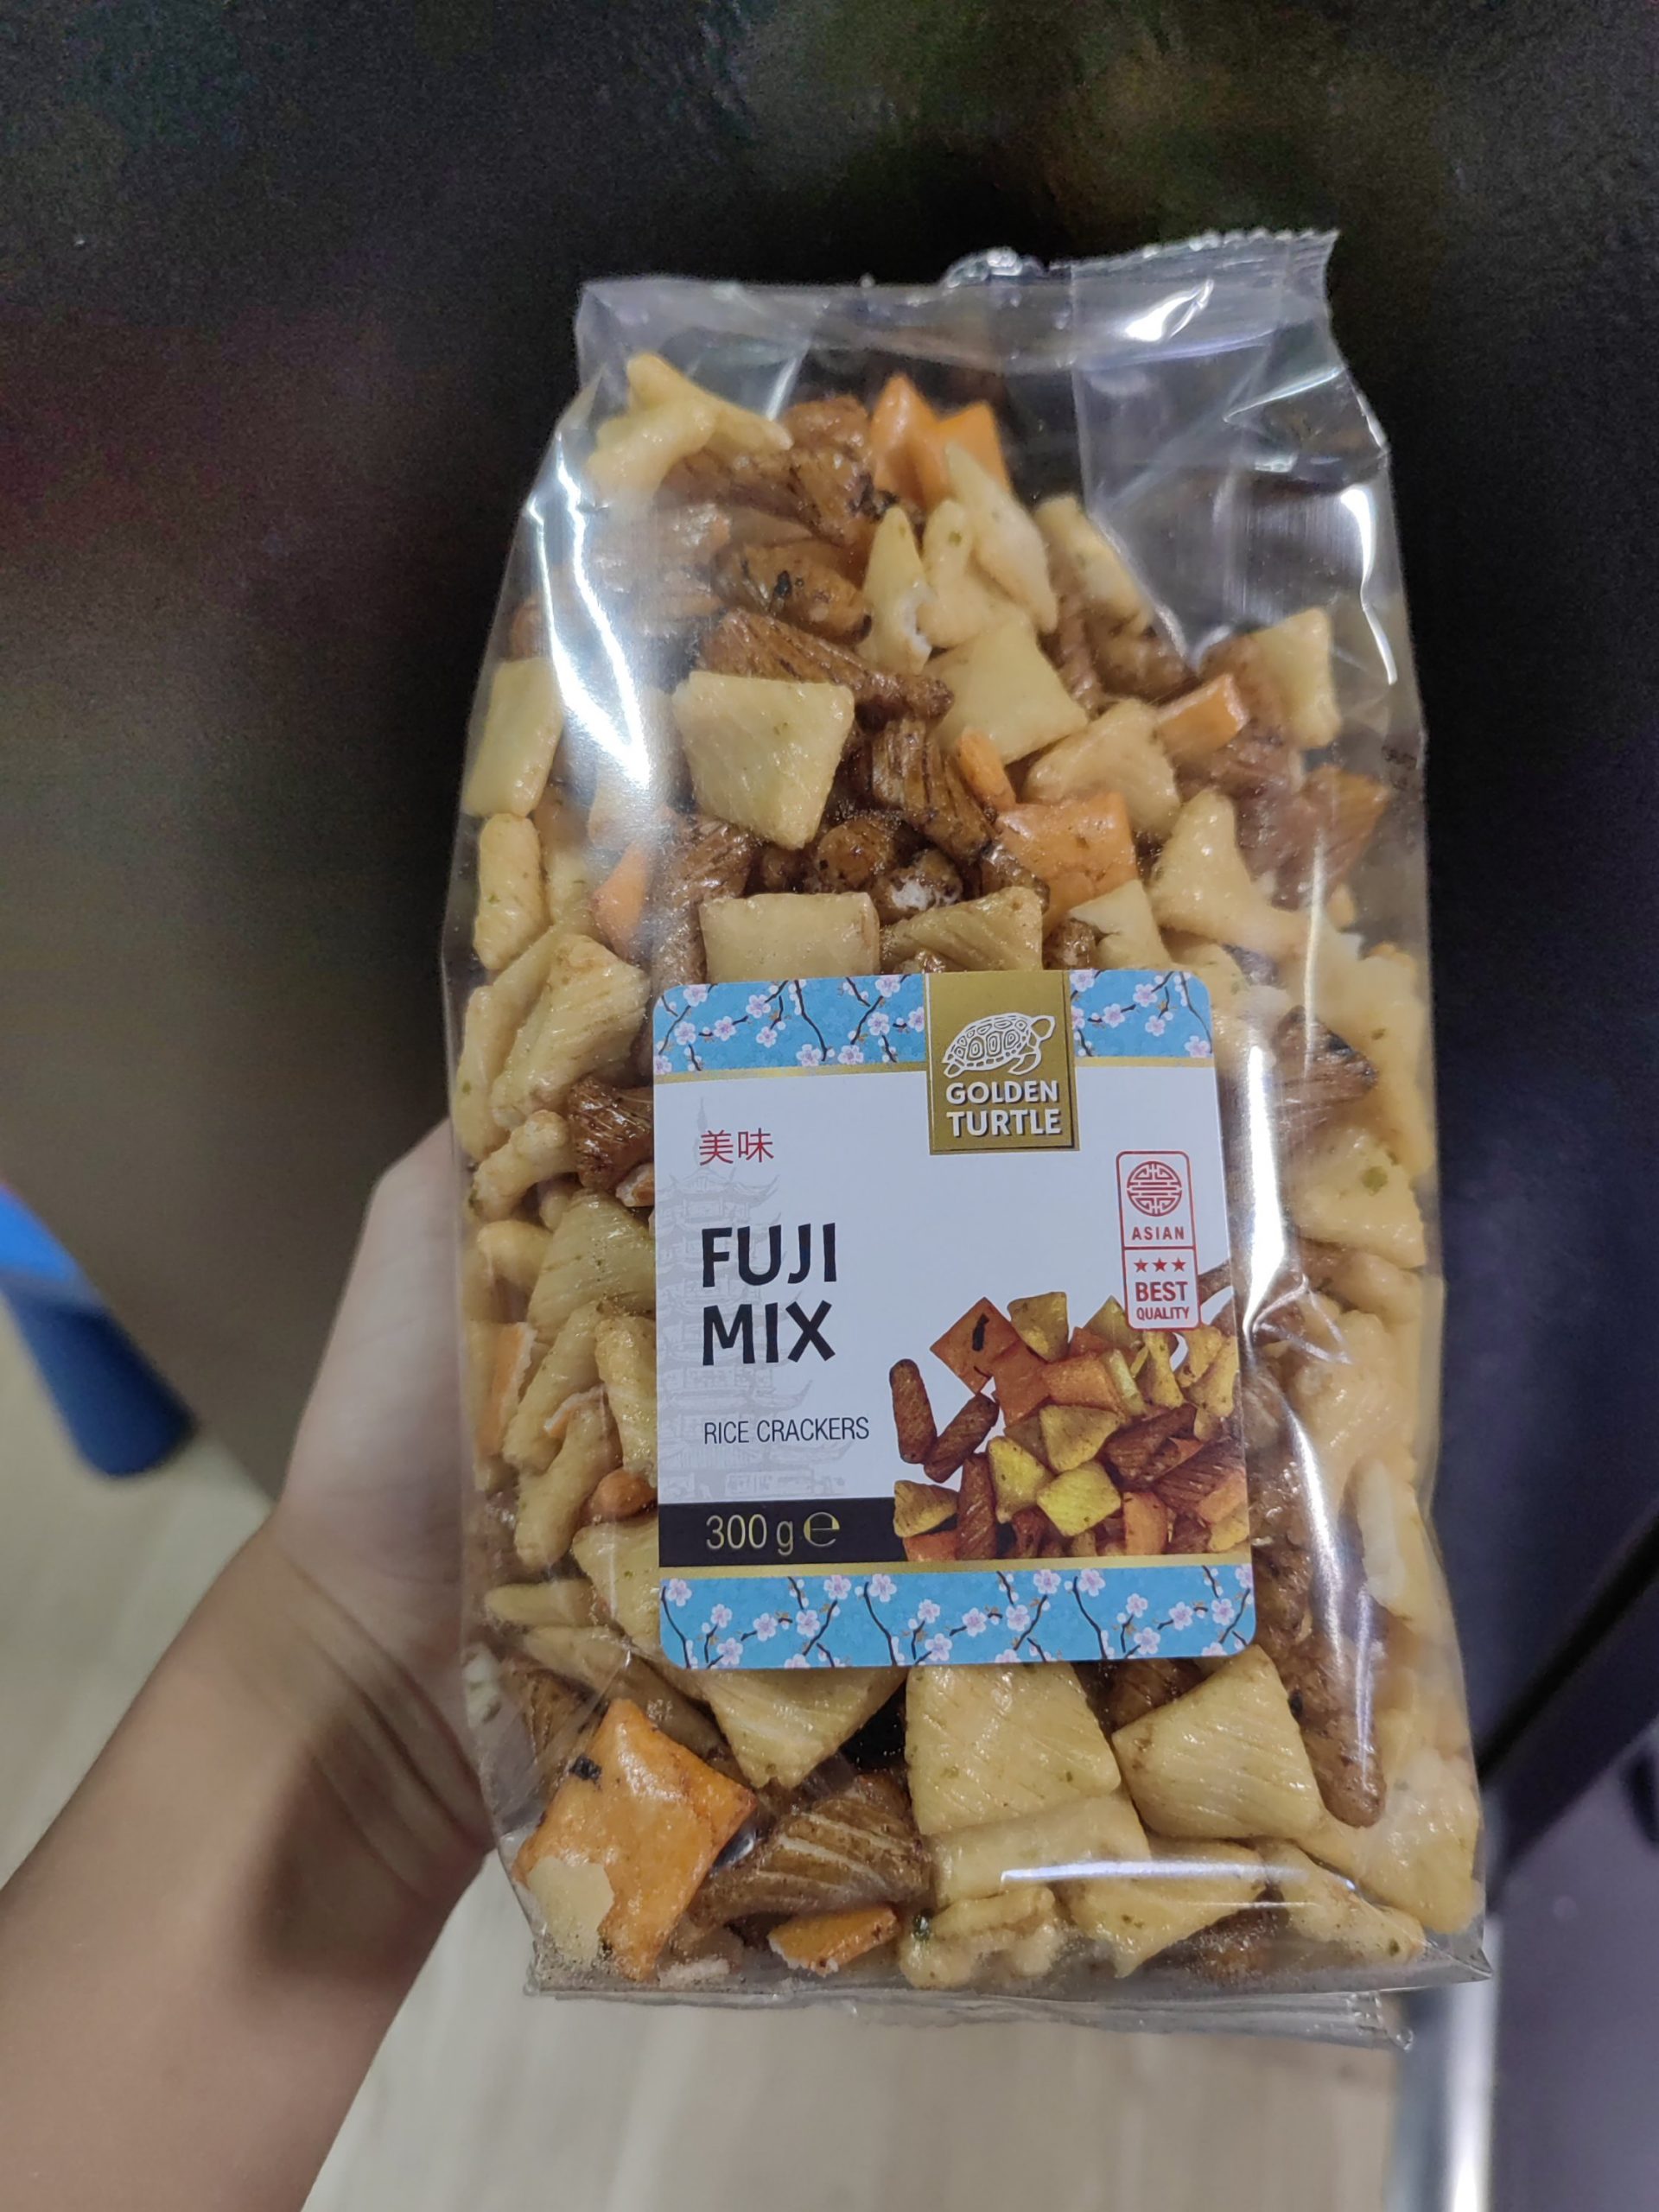 GOLDEN
TURTLE
美味
ASIAN
★★★
BEST
QUALITY
FUJI
MIX
RICE CRACKERS
300 g ℮